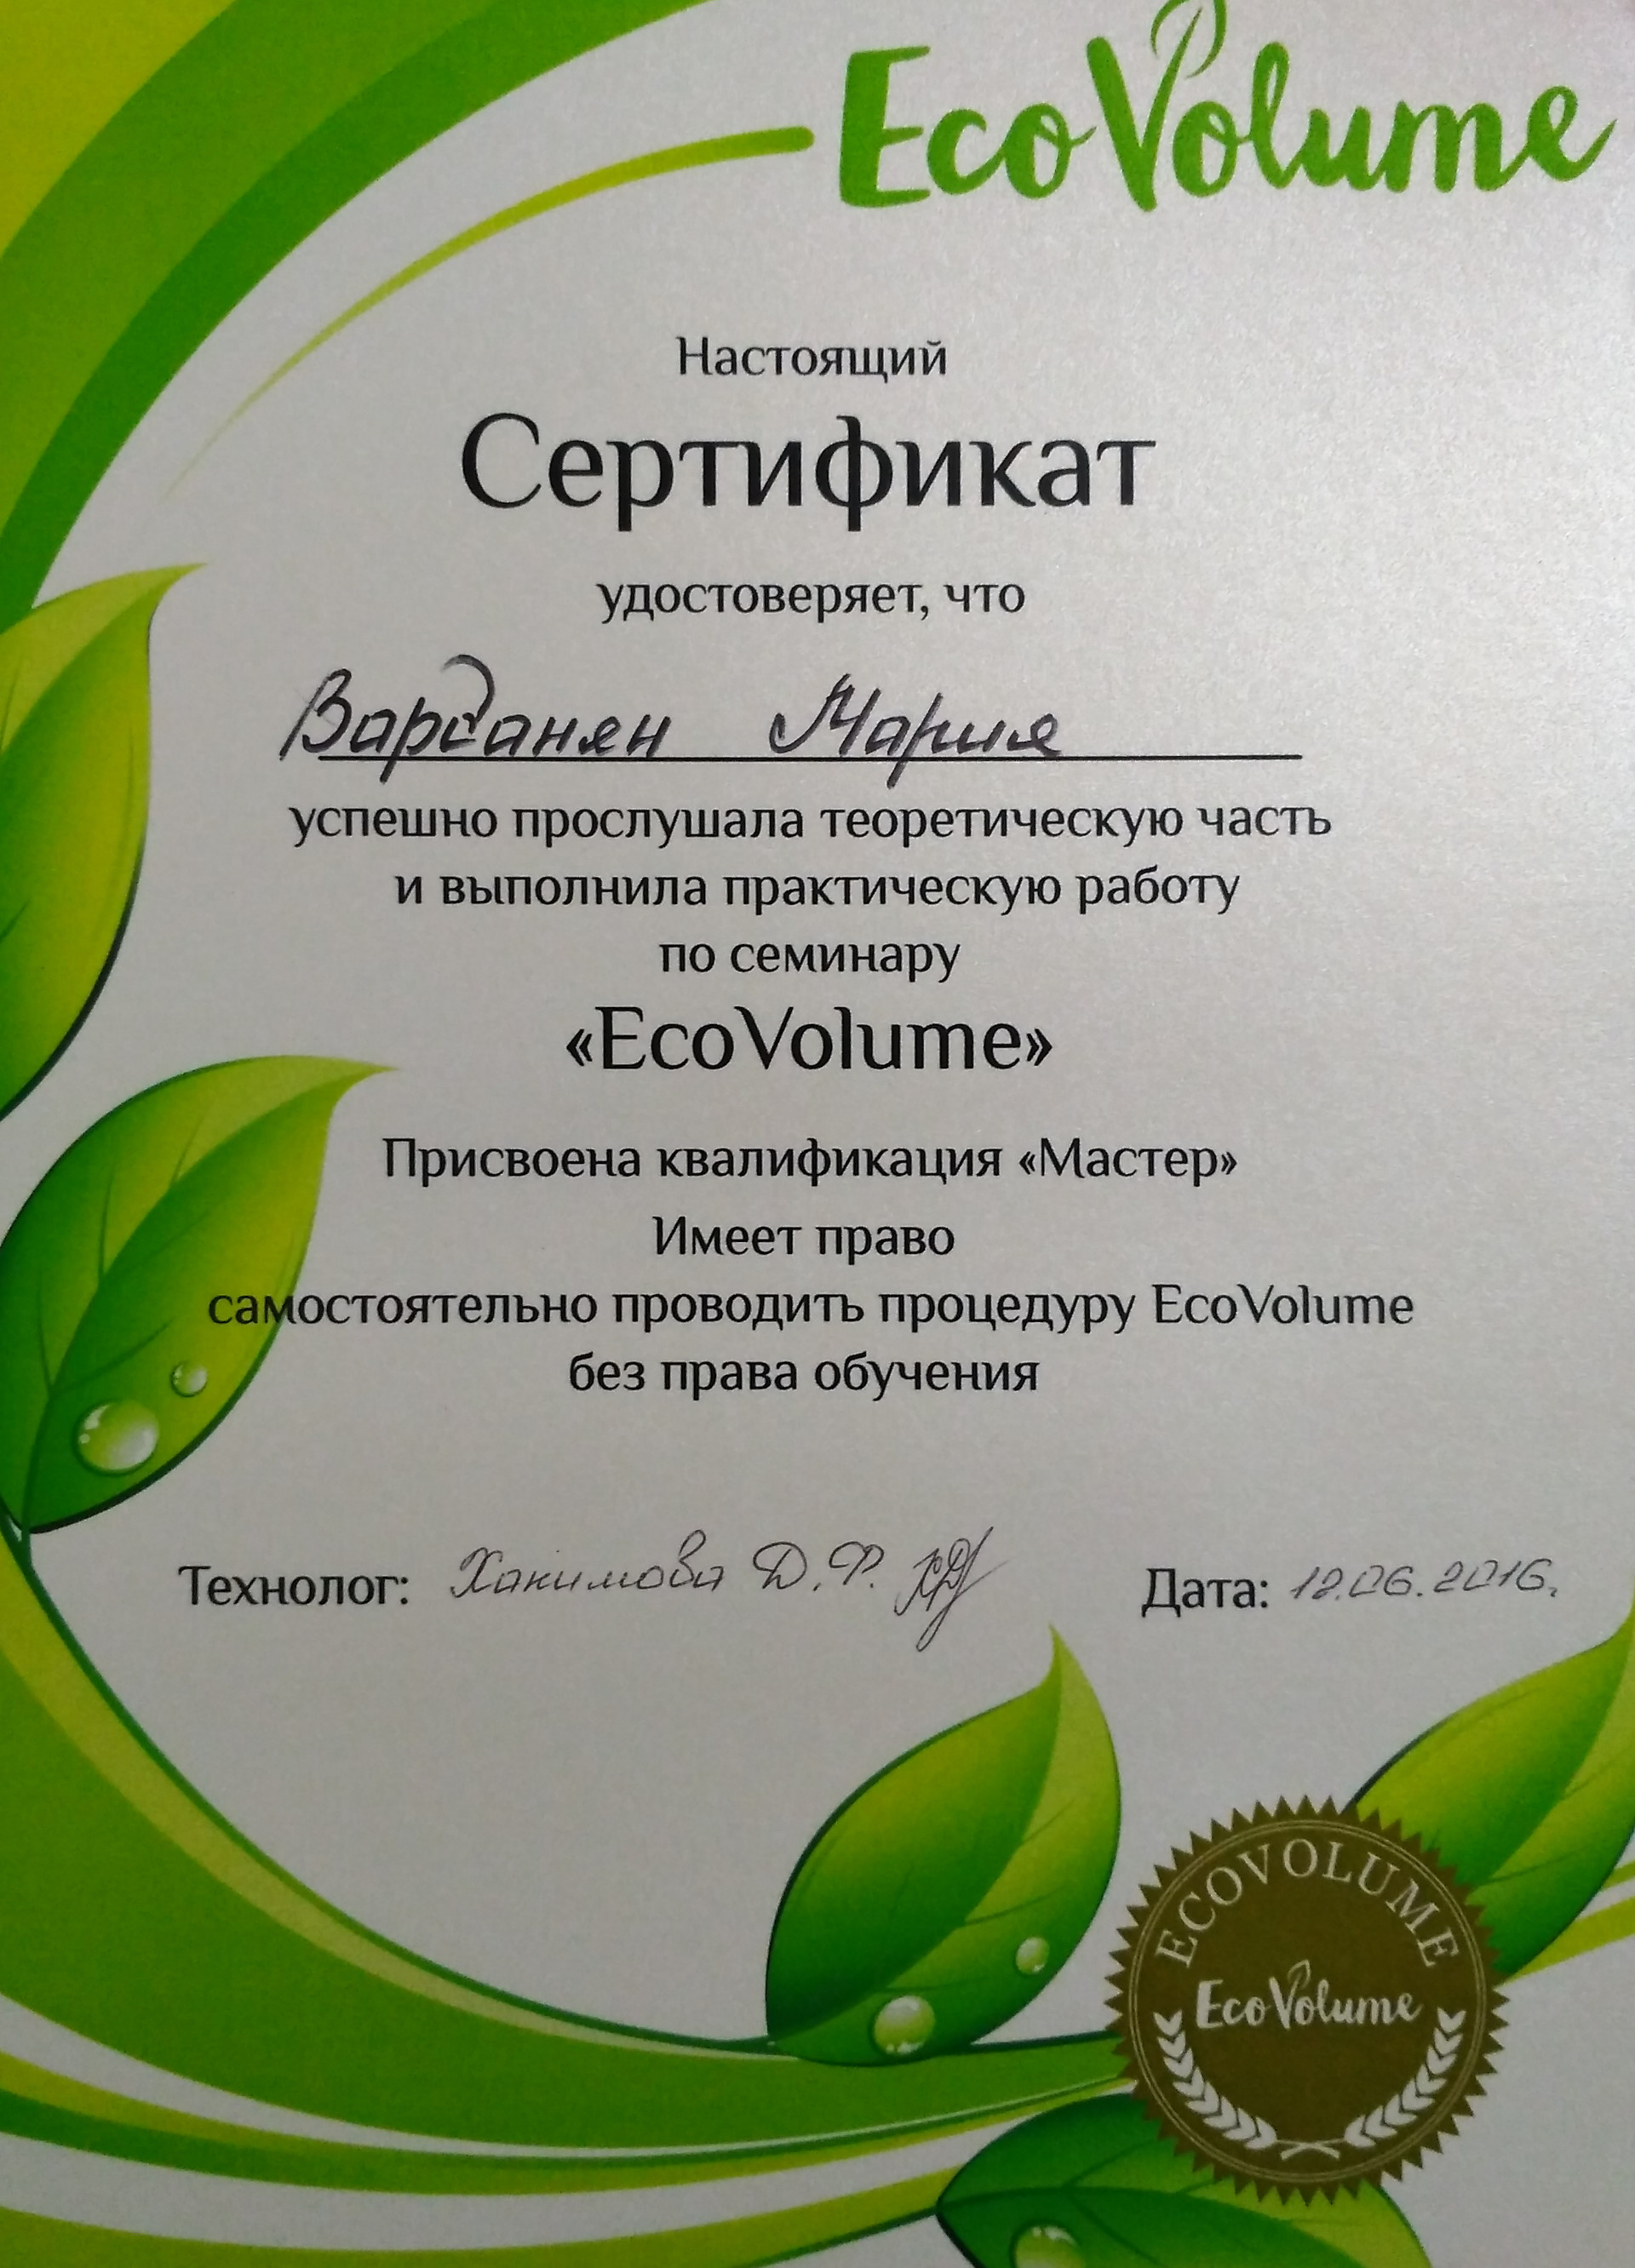 EcoVolume
Настоящий
Сертификат
удостоверяет, что
Варданян Мария
успешно прослушала теоретическую часть
и выполнила практическую работу
по семинару
«EcoVolume»
Присвоена квалификация «Мастер»
Имеет право
самостоятельно проводить процедуру EcoVolume
без права обучения
Технолог: Хакимова Д.Ф. Дата: 12.06.2016.
ECOVOLUME
EcoVolume